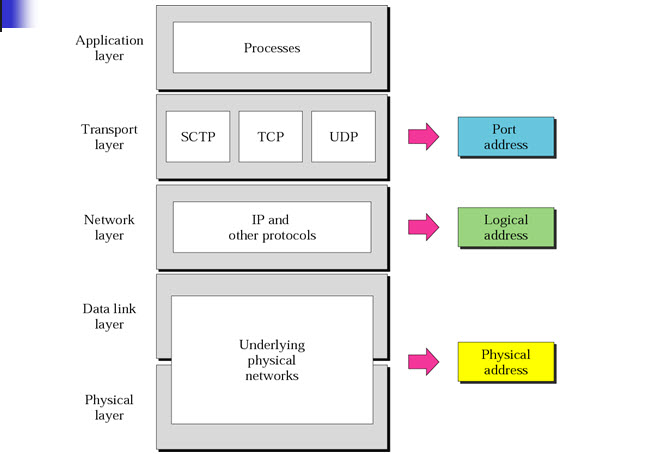 Application
layer
Processes
Transport
layer
SCTP
TCP
UDP
Port
address
Network
layer
IP and
other protocols
Logical
address
Data link
layer
Underlying
physical
networks
Physical
address
Physical
layer